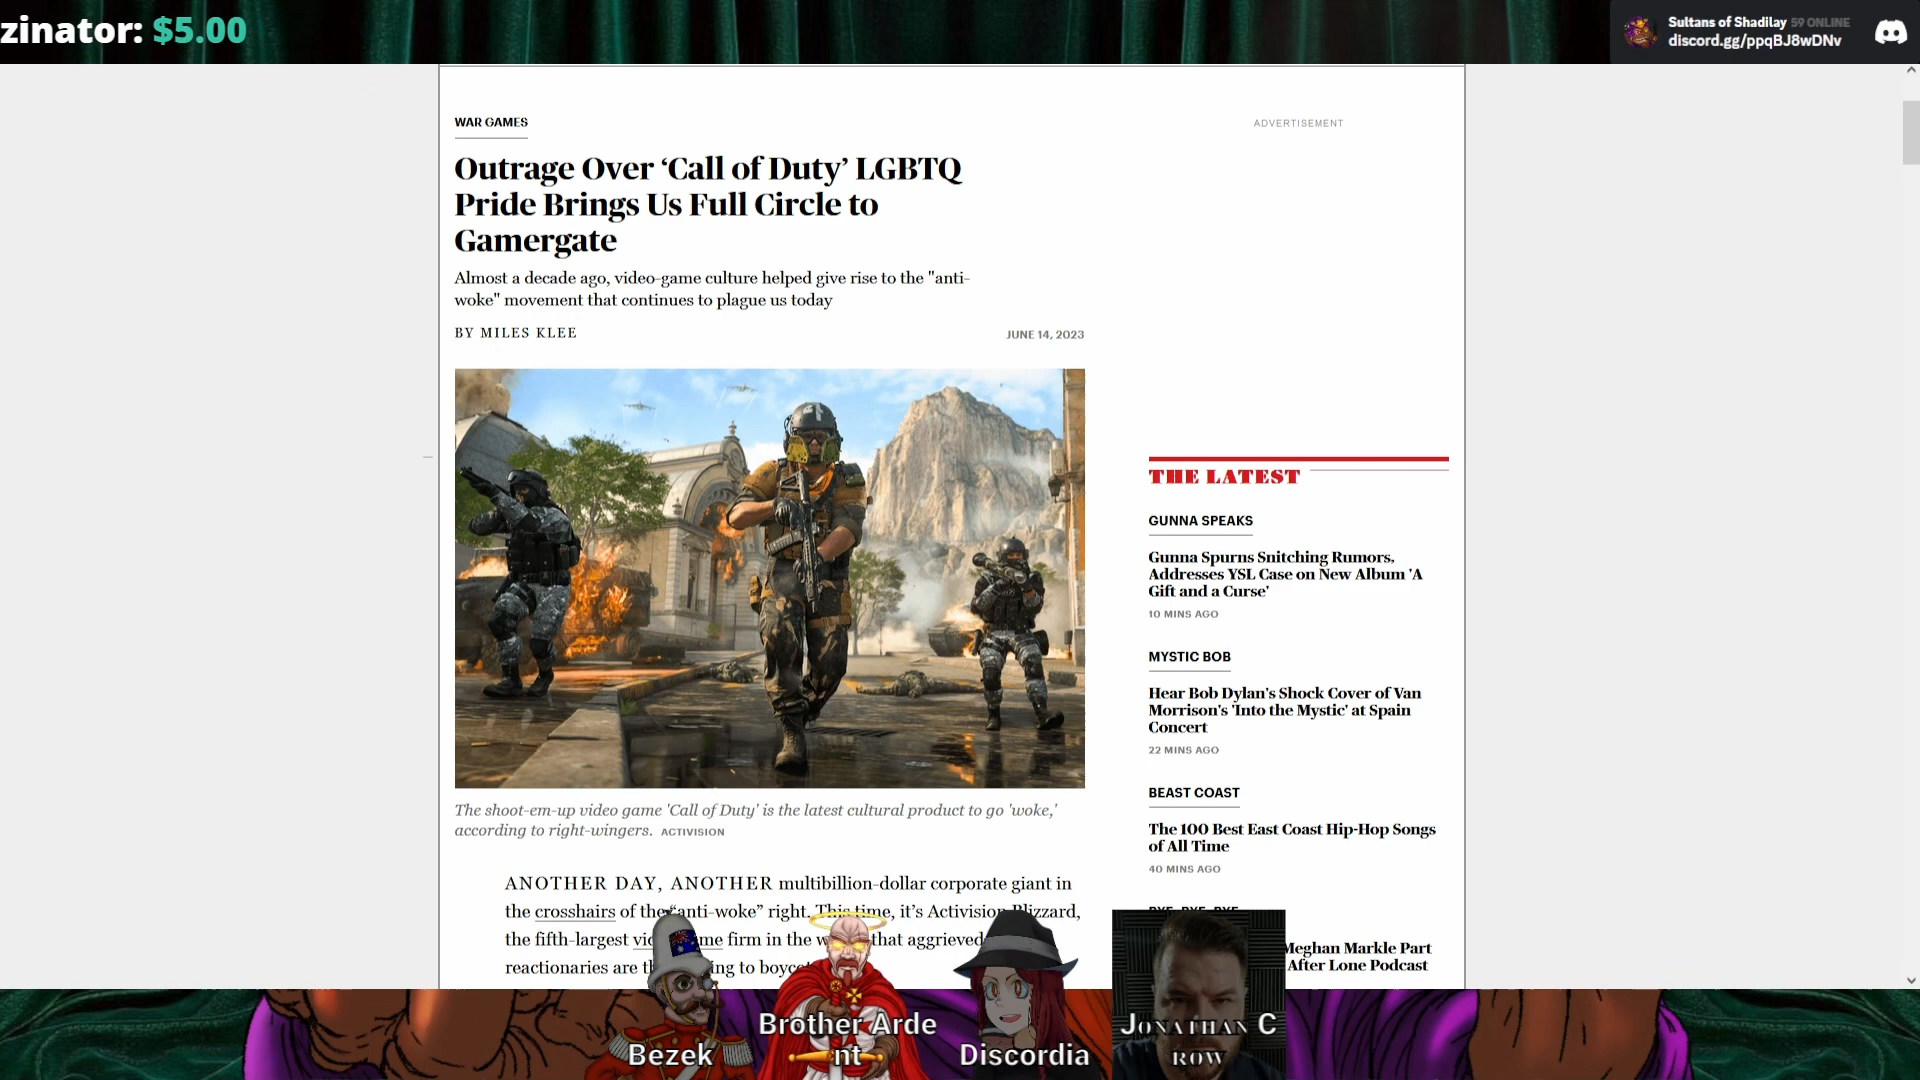 zinator: $5.00
Sultans of Shadilay 59 ONLINE
discord.gg/ppqBJ8wDNv
WAR GAMES
ADVERTISEMENT
Outrage Over ‘Call of Duty’ LGBTQ
Pride Brings Us Full Circle to
Gamergate
Almost a decade ago, video-game culture helped give rise to the "anti-
woke" movement that continues to plague us today
BY MILES KLEE
JUNE 14, 2023
The shoot-em-up video game 'Call of Duty' is the latest cultural product to go 'woke,'
according to right-wingers. ACTIVISION
ANOTHER DAY, ANOTHER multibillion-dollar corporate giant in
the crosshairs of the “anti-woke” right. This time, it’s Activision Blizzard,
the fifth-largest firm in the that aggrieved
reactionaries are
THE LATEST
GUNNA SPEAKS
Gunna Spurns Snitching Rumors,
Addresses YSL Case on New Album 'A
Gift and a Curse'
10 MINS AGO
MYSTIC BOB
Hear Bob Dylan's Shock Cover of Van
Morrison's 'Into the Mystic' at Spain
Concert
22 MINS AGO
BEAST COAST
The 100 Best East Coast Hip-Hop Songs
of All Time
40 MINS AGO
Meghan Markle Part
After Lone Podcast
Bezek
Brother Arde
nt
Discordia
JONATHAN C
ROW